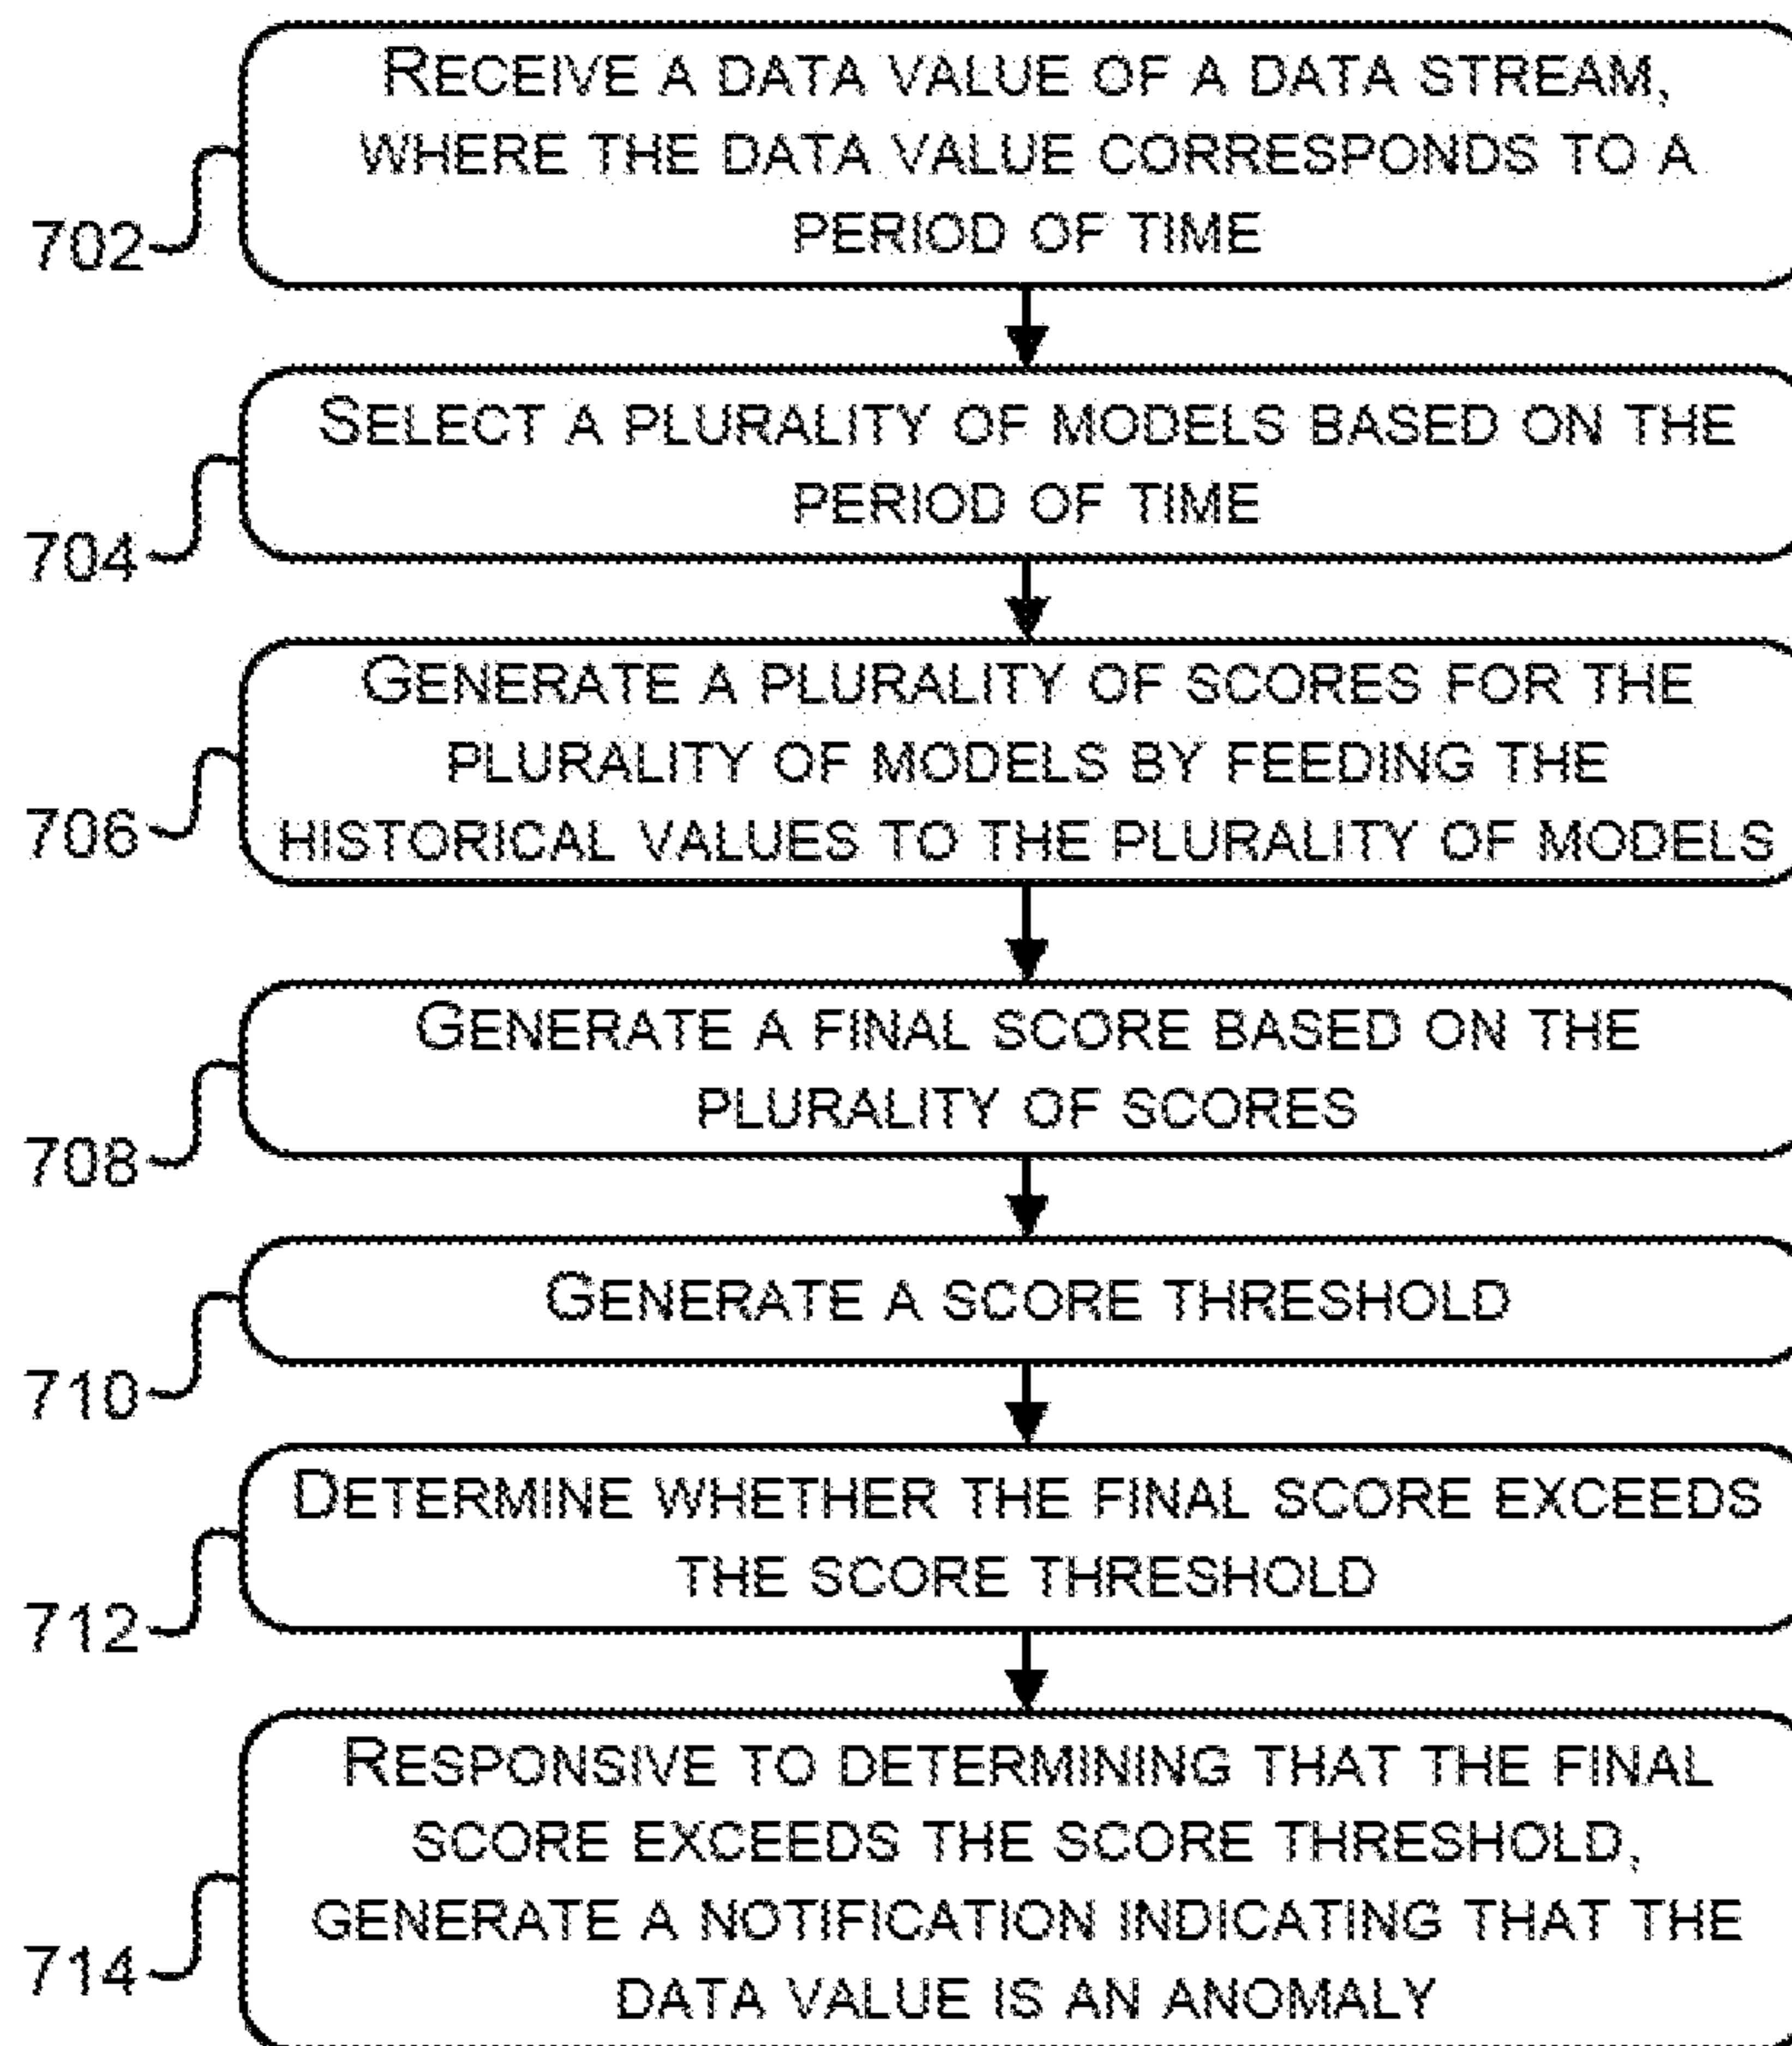 RECEIVE A DATA VALUE OF A DATA STREAM,
WHERE THE DATA VALUE CORRESPONDS TO A
PERIOD OF TIME
702
SELECT A PLURALITY OF MODELS BASED ON THE
PERIOD OF TIME
704
GENERATE A PLURALITY OF SCORES FOR THE
PLURALITY OF MODELS BY FEEDING THE
HISTORICAL VALUES TO THE PLURALITY OF MODELS
706
GENERATE A FINAL SCORE BASED ON THE
PLURALITY OF SCORES
708
GENERATE A SCORE THRESHOLD
710
DETERMINE WHETHER THE FINAL SCORE EXCEEDS
THE SCORE THRESHOLD
712
RESPONSIVE TO DETERMINING THAT THE FINAL
SCORE EXCEEDS THE SCORE THRESHOLD,
GENERATE A NOTIFICATION INDICATING THAT THE
DATA VALUE IS AN ANOMALY
714